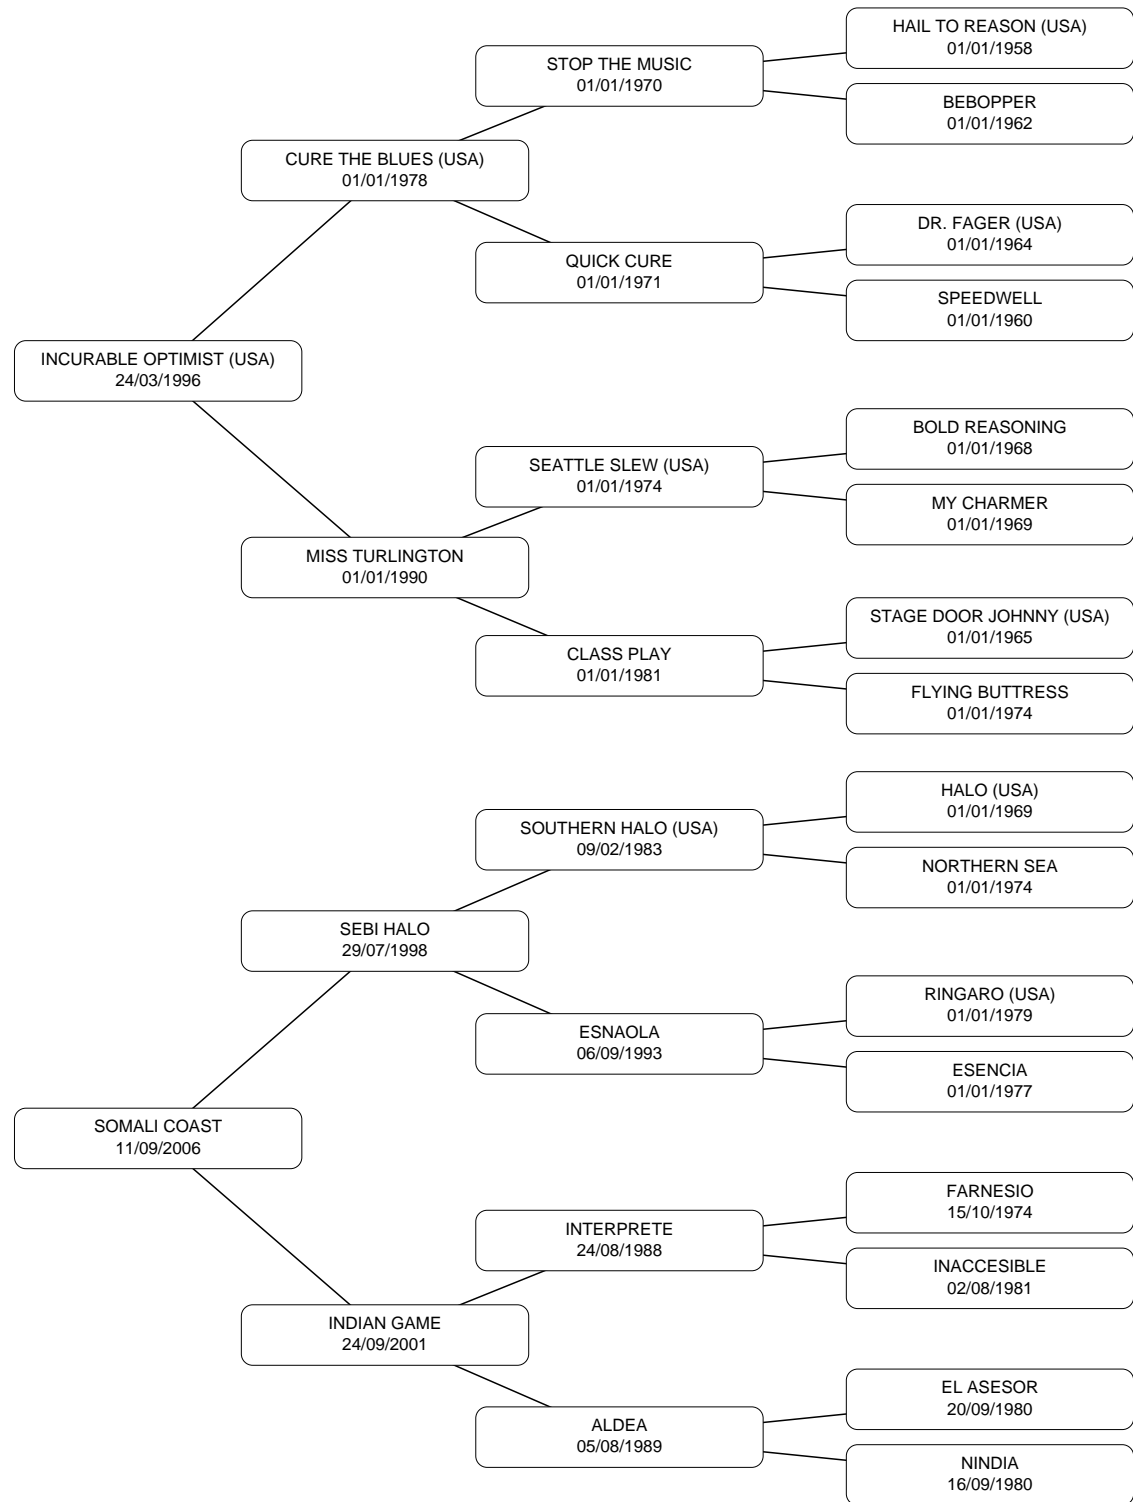 HAIL TO REASON (USA)
01/01/1958
STOP THE MUSIC
01/01/1970
BEBOPPER
01/01/1962
CURE THE BLUES (USA)
01/01/1978
DR. FAGER (USA)
01/01/1964
QUICK CURE
01/01/1971
SPEEDWELL
01/01/1960
INCURABLE OPTIMIST (USA)
24/03/1996
BOLD REASONING
01/01/1968
SEATTLE SLEW (USA)
01/01/1974
MY CHARMER
01/01/1969
MISS TURLINGTON
01/01/1990
STAGE DOOR JOHNNY (USA)
01/01/1965
CLASS PLAY
01/01/1981
FLYING BUTTRESS
01/01/1974
HALO (USA)
01/01/1969
SOUTHERN HALO (USA)
09/02/1983
NORTHERN SEA
01/01/1974
SEBI HALO
29/07/1998
RINGARO (USA)
01/01/1979
ESNAOLA
06/09/1993
ESENCIA
01/01/1977
SOMALI COAST
11/09/2006
FARNESIO
15/10/1974
INTERPRETE
24/08/1988
INACCESIBLE
02/08/1981
INDIAN GAME
24/09/2001
EL ASESOR
20/09/1980
ALDEA
05/08/1989
NINDIA
16/09/1980